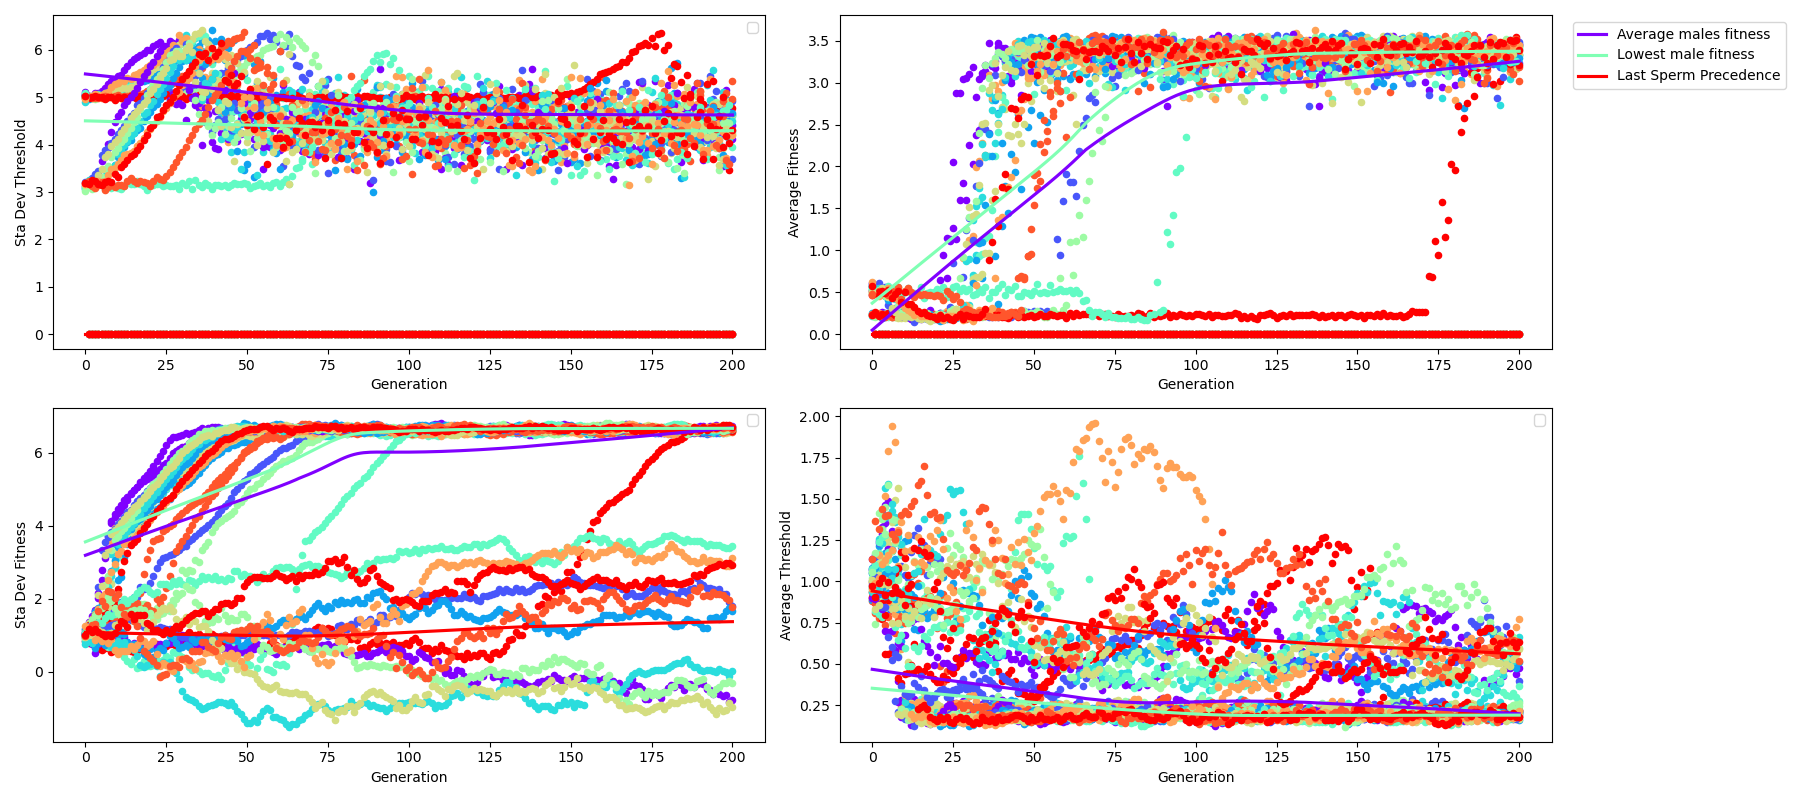 6
5
4
3
2
1
0
Sta Dev Threshold
0 25 50 75 100 125 150 175 200
Generation
3.5
3.0
2.5
2.0
1.5
1.0
0.5
0.0
Average Fitness
0 25 50 75 100 125 150 175 200
Generation
Average males fitness
Lowest male fitness
Last Sperm Precedence
6
4
2
0
Sta Dev Fitness
0 25 50 75 100 125 150 175 200
Generation
2.00
1.75
1.50
1.25
1.00
0.75
0.50
0.25
Average Threshold
0 25 50 75 100 125 150 175 200
Generation